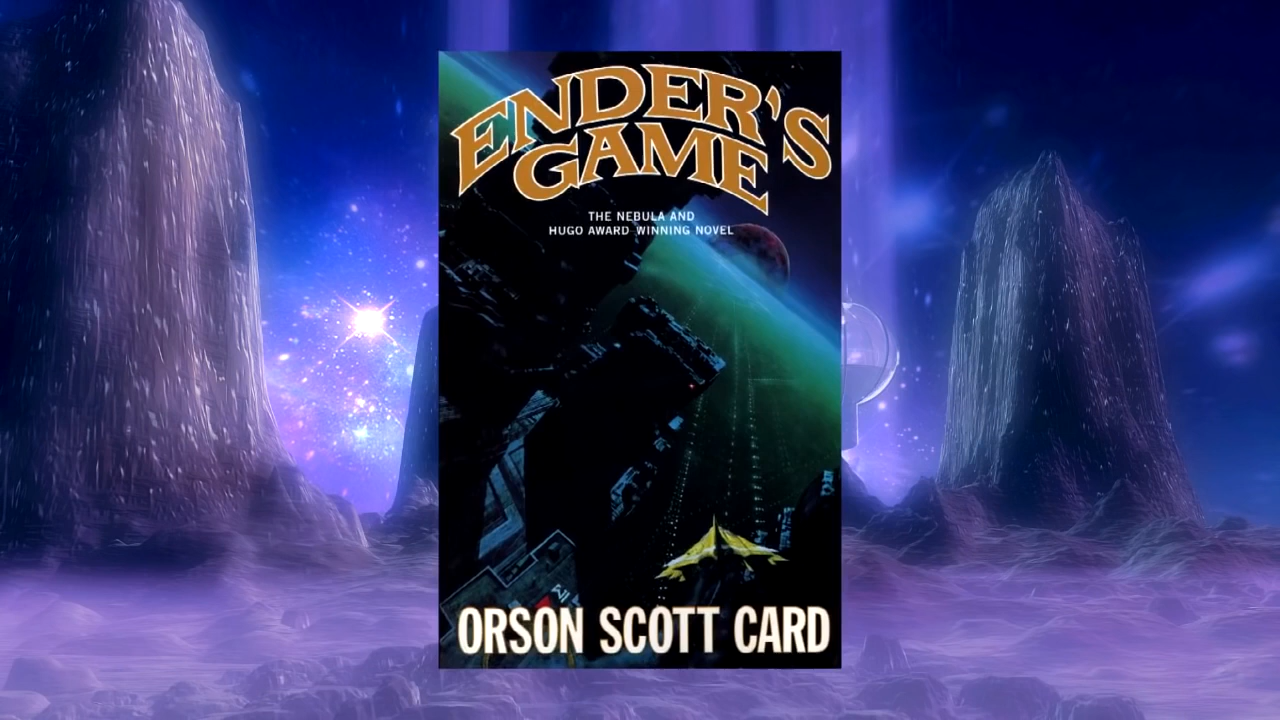 ENDER'S
GAME
THE NEBULA AND
HUGO AWARD-WINNING NOVEL
ORSON SCOTT CARD